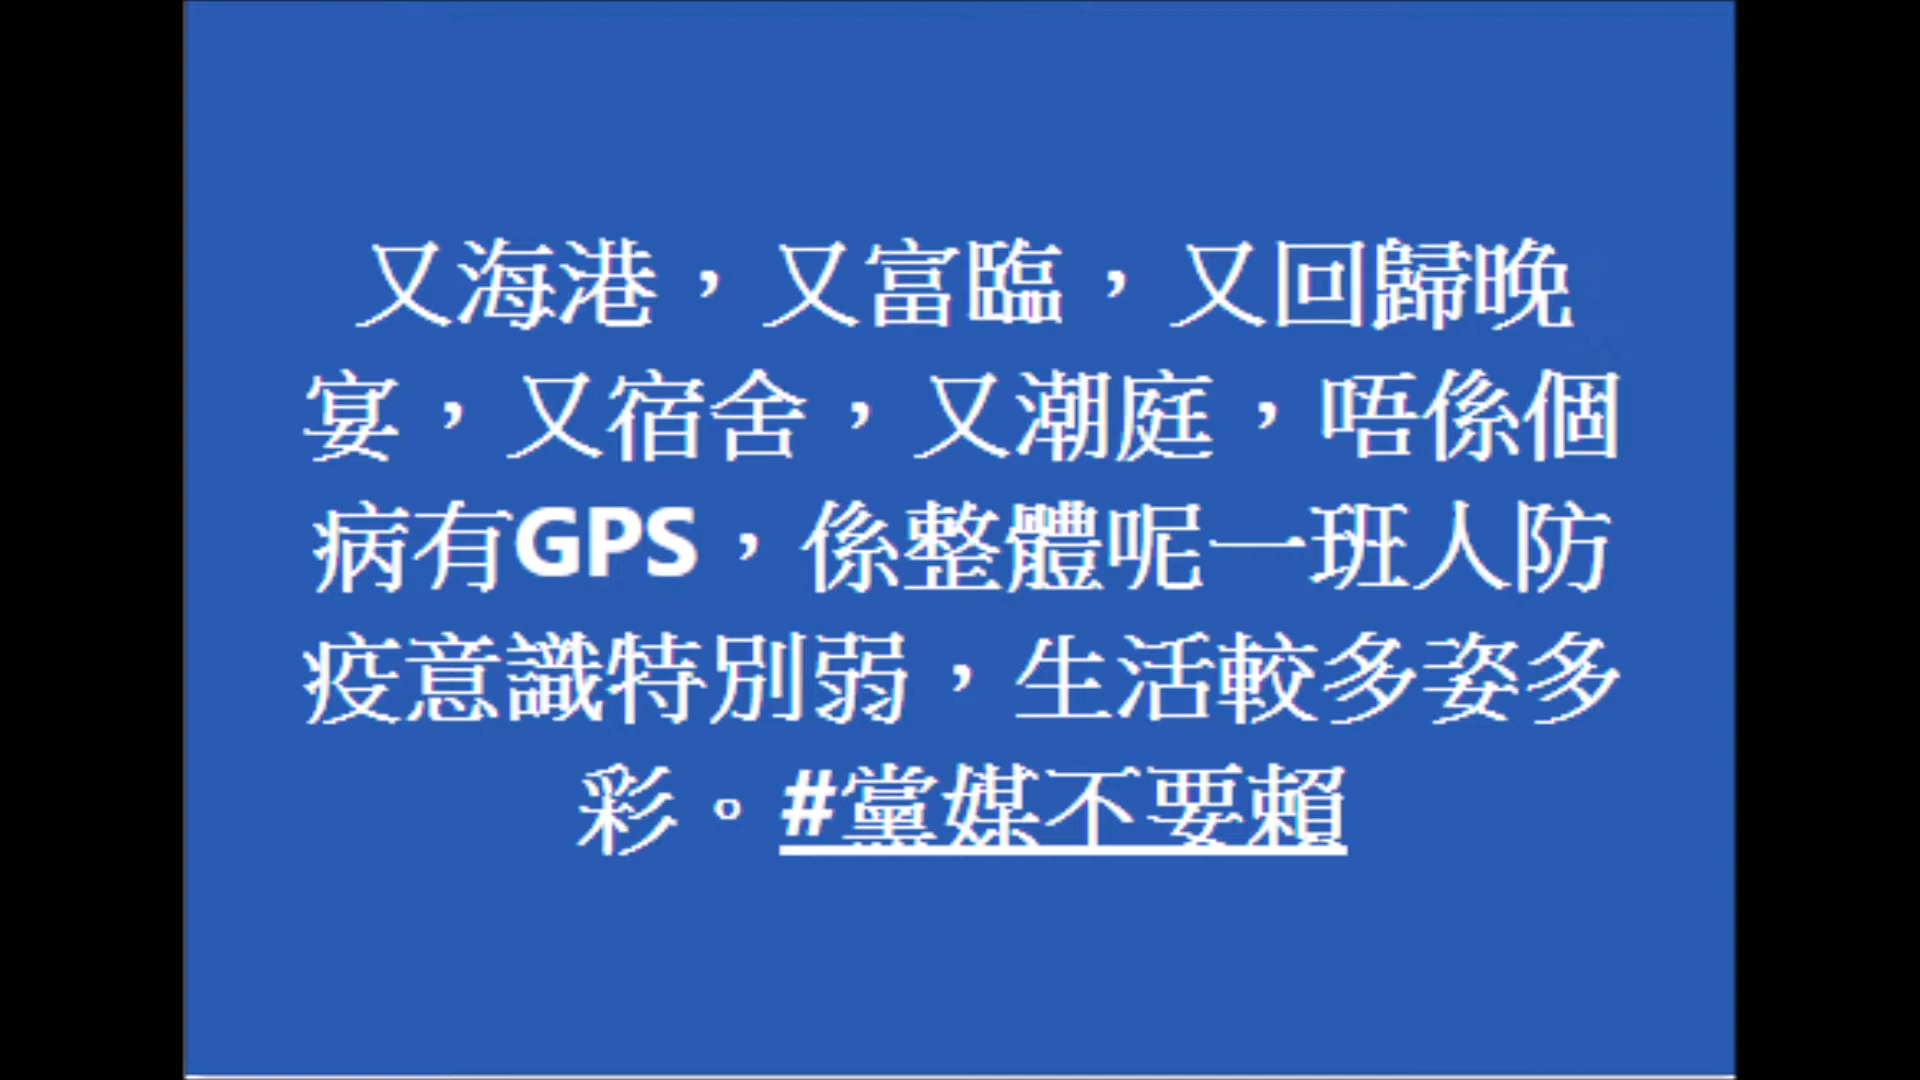 又海港，又富臨，又回歸晚
宴，又宿舍，又潮庭，唔係個
病有GPS，係整體呢一班人防
疫意識特別弱，生活較多姿多
彩。#黨媒不要賴